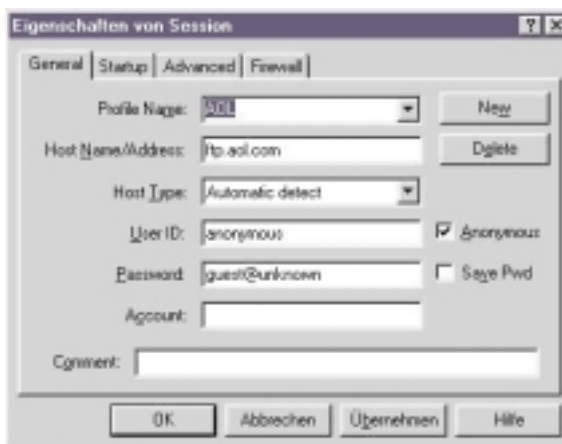 Eigenschaften von Session
General Startup Advanced Firewall
Profile Name: AOL New
Host Name/Address: ftp.aol.com Delete
Host Type: Automatic detect
User ID: anonymous Anonymous
Password: guest@unknown Save Pwd
Account:
Comment:
OK Abbrechen Übernehmen Hilfe